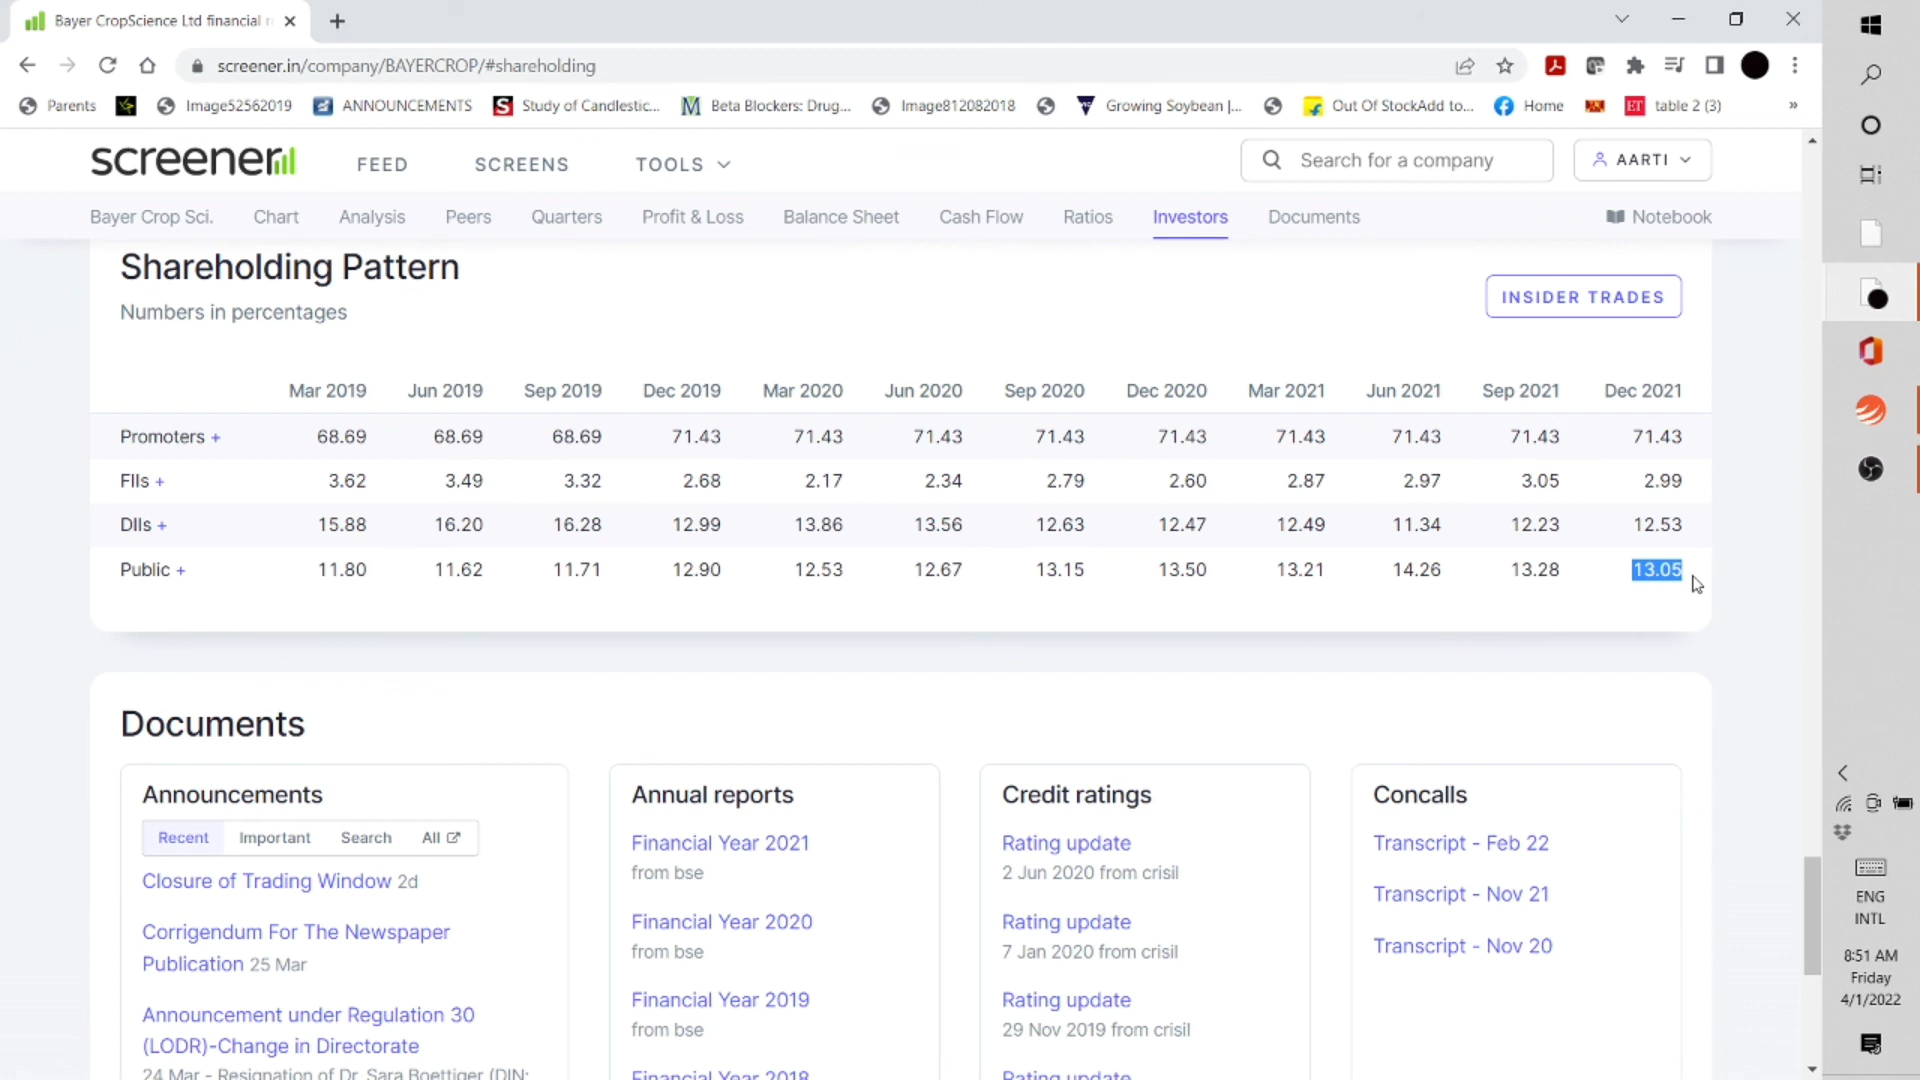 Bayer CropScience Ltd financial r
screener.in/company/BAYERCROP/#shareholding
Parents Image52562019 ANNOUNCEMENTS Study of Candlestic... Beta Blockers: Drug... Image812082018 Growing Soybean |... Out Of StockAdd to... Home table 2 (3) »
screener FEED SCREENS TOOLS Search for a company AARTI
Bayer Crop Sci. Chart Analysis Peers Quarters Profit & Loss Balance Sheet Cash Flow Ratios Investors Documents Notebook
Shareholding Pattern
Numbers in percentages
INSIDER TRADES
Mar 2019 Jun 2019 Sep 2019 Dec 2019 Mar 2020 Jun 2020 Sep 2020 Dec 2020 Mar 2021 Jun 2021 Sep 2021 Dec 2021
Promoters + 68.69 68.69 68.69 71.43 71.43 71.43 71.43 71.43 71.43 71.43 71.43 71.43
FIIs + 3.62 3.49 3.32 2.68 2.17 2.34 2.79 2.60 2.87 2.97 3.05 2.99
DIIs + 15.88 16.20 16.28 12.99 13.86 13.56 12.63 12.47 12.49 11.34 12.23 12.53
Public + 11.80 11.62 11.71 12.90 12.53 12.67 13.15 13.50 13.21 14.26 13.28 13.05
Documents
Announcements
Recent Important Search All
Closure of Trading Window 2d
Corrigendum For The Newspaper
Publication 25 Mar
Announcement under Regulation 30
(LODR)-Change in Directorate
24 Mar - Resignation of Dr. Sara Boettiger (DIN:
Annual reports
Financial Year 2021
from bse
Financial Year 2020
from bse
Financial Year 2019
from bse
Financial Year 2018
Credit ratings
Rating update
2 Jun 2020 from crisil
Rating update
7 Jan 2020 from crisil
Rating update
29 Nov 2019 from crisil
Rating update
Concalls
Transcript - Feb 22
Transcript - Nov 21
Transcript - Nov 20
ENG
INTL
8:51 AM
Friday
4/1/2022